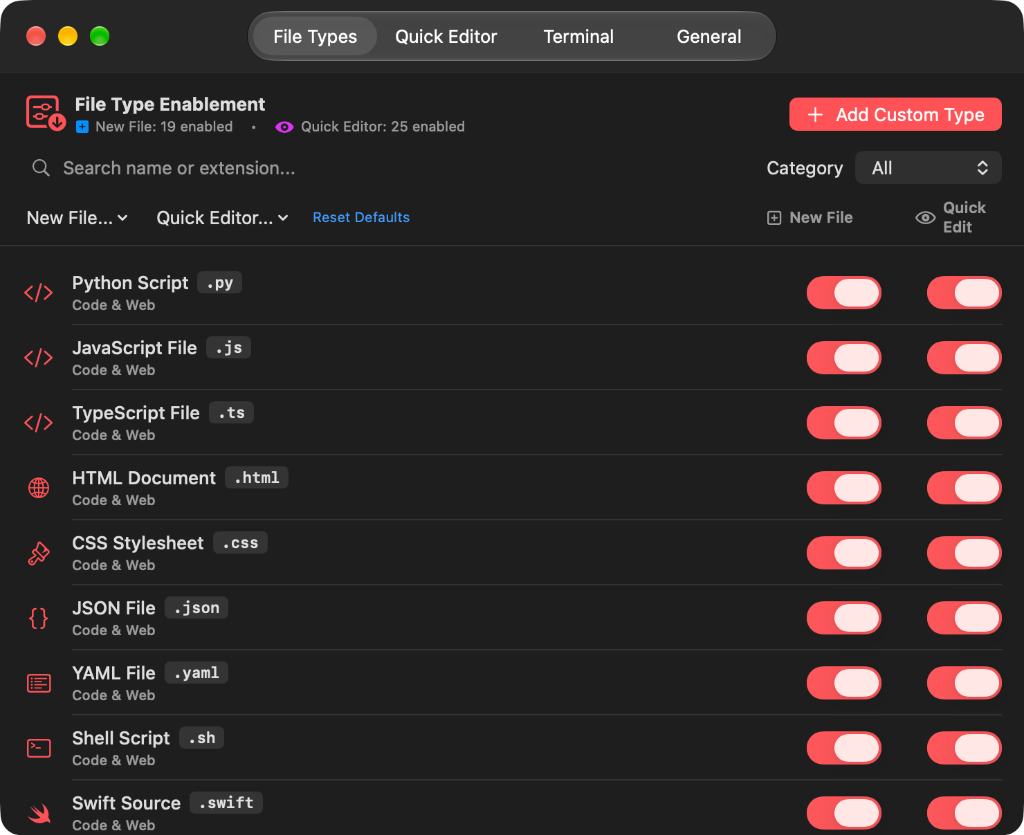 File Types Quick Editor Terminal General
File Type Enablement
New File: 19 enabled • Quick Editor: 25 enabled
+ Add Custom Type
Search name or extension...
Category All
New File... Quick Editor... Reset Defaults
New File
Quick
Edit
Python Script .py
Code & Web
JavaScript File .js
Code & Web
TypeScript File .ts
Code & Web
HTML Document .html
Code & Web
CSS Stylesheet .css
Code & Web
JSON File .json
Code & Web
YAML File .yaml
Code & Web
Shell Script .sh
Code & Web
Swift Source .swift
Code & Web